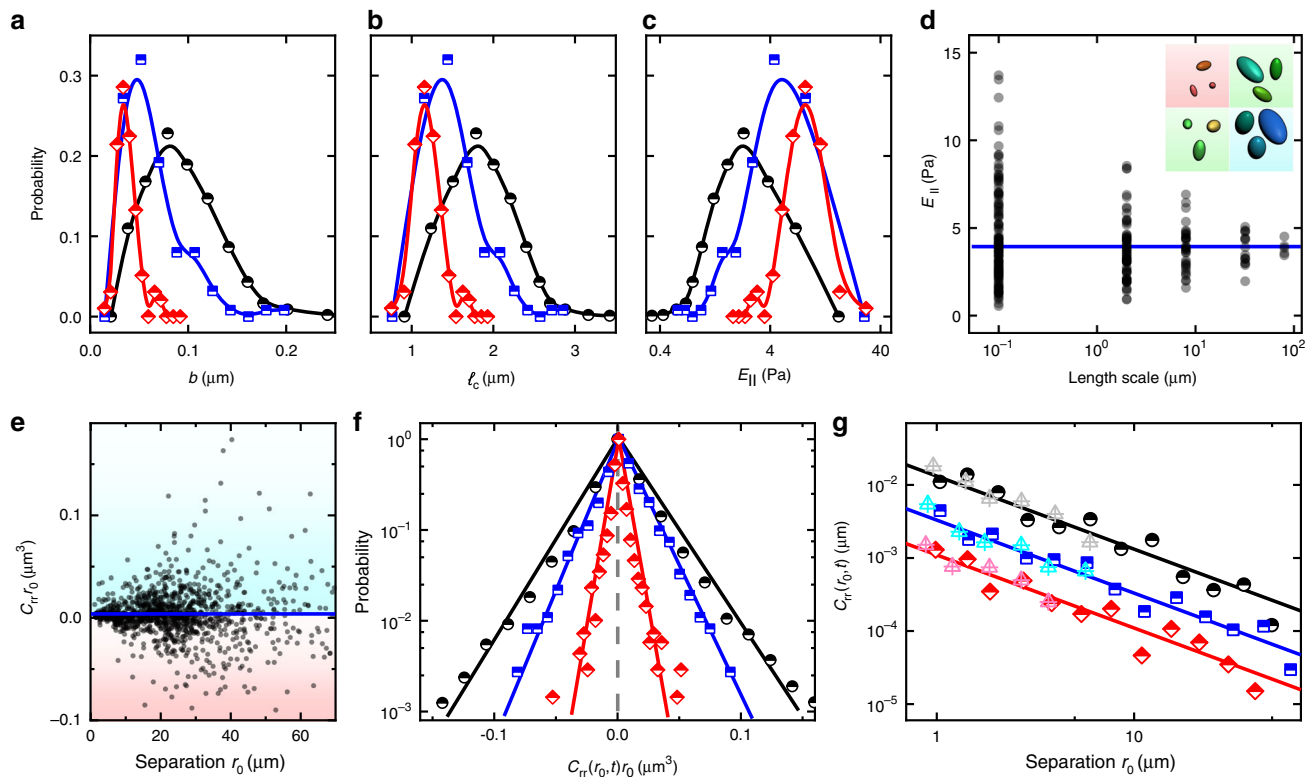 a
b
c
d
0.3
0.2
0.1
0.0
Probability
0.0
0.1
0.2
b (μm)
1
2
3
ℓc (μm)
0.4
4
40
E|| (Pa)
15
10
5
0
E|| (Pa)
10⁻¹
10⁰
10¹
10²
Length scale (μm)
e
f
g
0.1
0.0
–0.1
Crr r0 (μm³)
0
20
40
60
Separation r0 (μm)
10⁰
10⁻¹
10⁻²
10⁻³
Probability
-0.1
0.0
0.1
Crr(r0,t)r0 (μm³)
10⁻²
10⁻³
10⁻⁴
10⁻⁵
Crr(r0,t) (μm)
1
10
Separation r0 (μm)